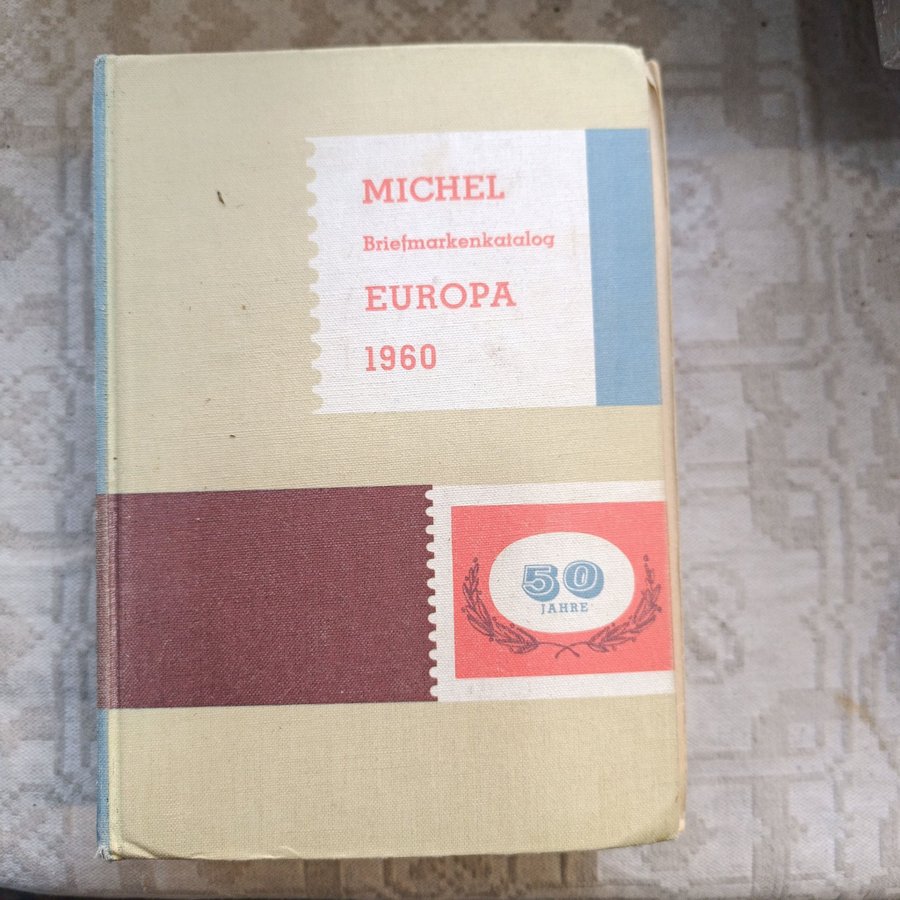 MICHEL
Briefmarkenkatalog
EUROPA
1960
50
JAHRE